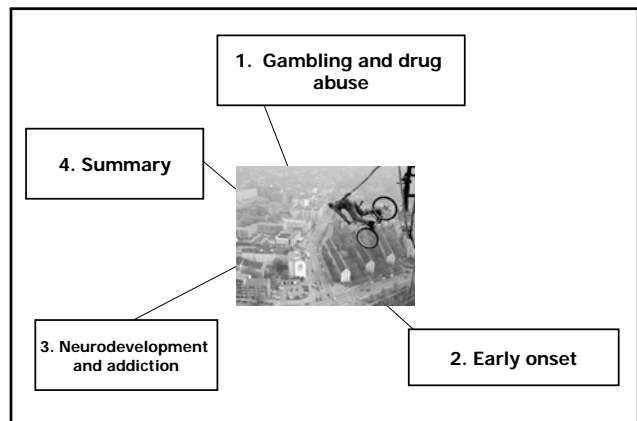 1. Gambling and drug
abuse
4. Summary
3. Neurodevelopment
and addiction
2. Early onset